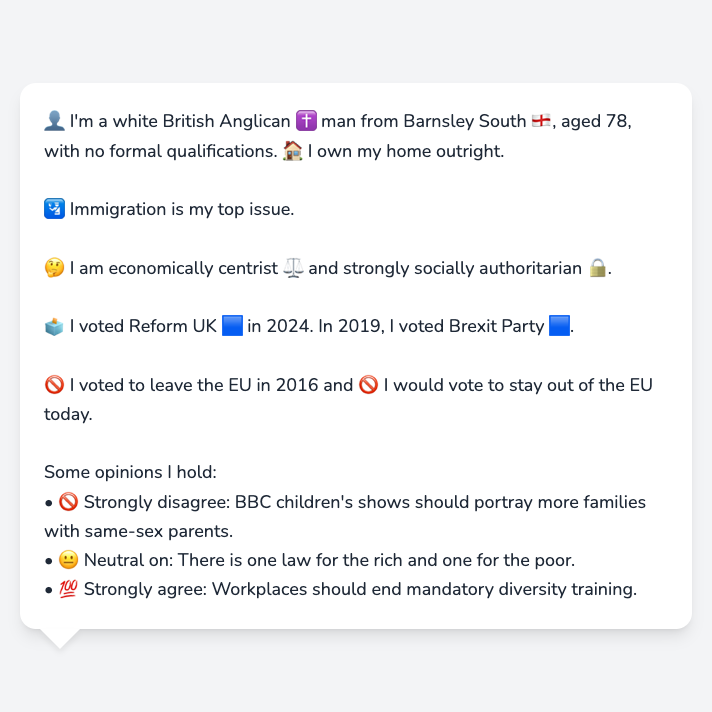 👤 I'm a white British Anglican ✝️ man from Barnsley South 🏴󠁧󠁢󠁥󠁮󠁧󠁿, aged 78,
with no formal qualifications. 🏠 I own my home outright.
🛂 Immigration is my top issue.
🤔 I am economically centrist ⚖️ and strongly socially authoritarian 🔒.
🗳️ I voted Reform UK 🟦 in 2024. In 2019, I voted Brexit Party 🟦.
🚫 I voted to leave the EU in 2016 and 🚫 I would vote to stay out of the EU
today.
Some opinions I hold:
• 🚫 Strongly disagree: BBC children's shows should portray more families
with same-sex parents.
• 😐 Neutral on: There is one law for the rich and one for the poor.
• 💯 Strongly agree: Workplaces should end mandatory diversity training.